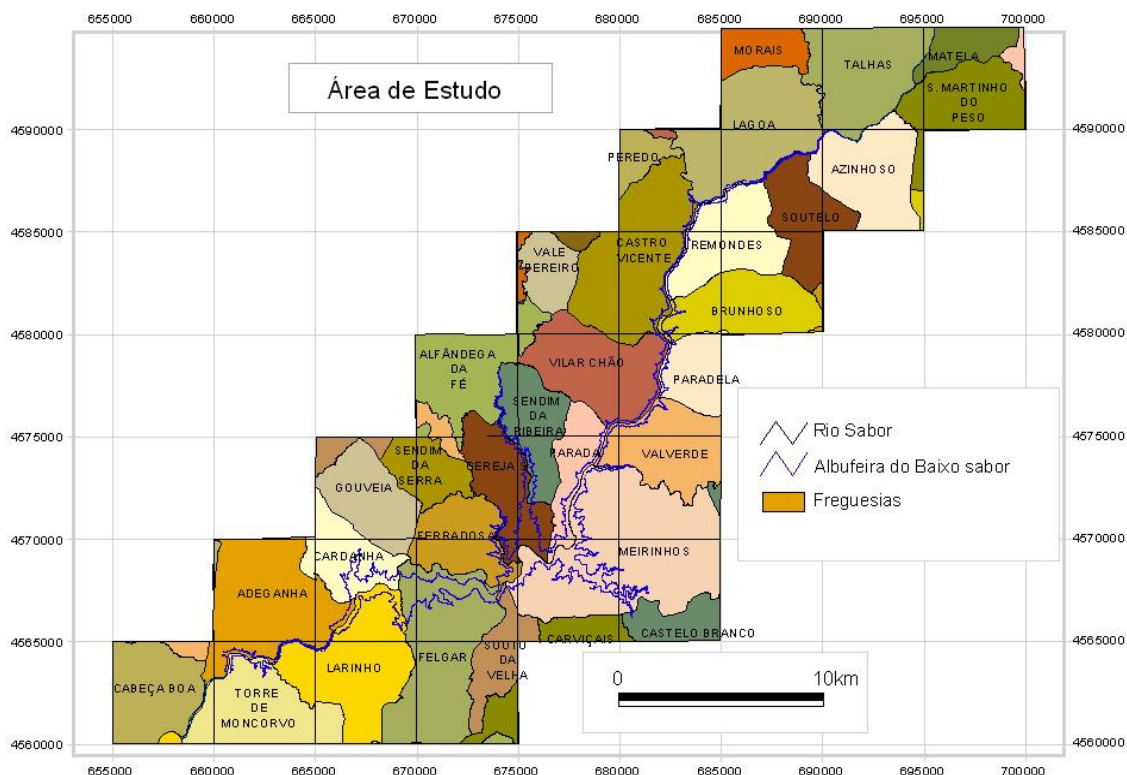 655000 660000 665000 670000 675000 680000 685000 690000 695000 700000
Área de Estudo
MORAIS
TALHAS
MATELA
S. MARTINHO
DO
PESO
4590000
LAGOA
4590000
PEREDO
AZINHOSO
SOUTELO
4585000
4585000
CASTRO
VICENTE
REMONDES
VALE
PEREIRO
BRUNHOSO
4580000
4580000
ALFÂNDEGA
DA
FÉ
VILAR CHÃO
PARADELA
SENDIM
DA
RIBEIRA
4575000
4575000
Rio Sabor
Albufeira do Baixo sabor
Freguesias
SENDIM
DA
SERRA
CEREJAIS
PARADA
VALVERDE
GOUVEIA
FERRADOSA
4570000
4570000
CARDANHA
MEIRINHOS
ADEGANHA
4565000
4565000
CARVIÇAIS
CASTELO BRANCO
LARINHO
FELGAR
SOUTO
DA
VELHA
CABEÇA BOA
TORRE
DE
MONCORVO
0 10km
4560000
4560000
655000 660000 665000 670000 675000 680000 685000 690000 695000 700000